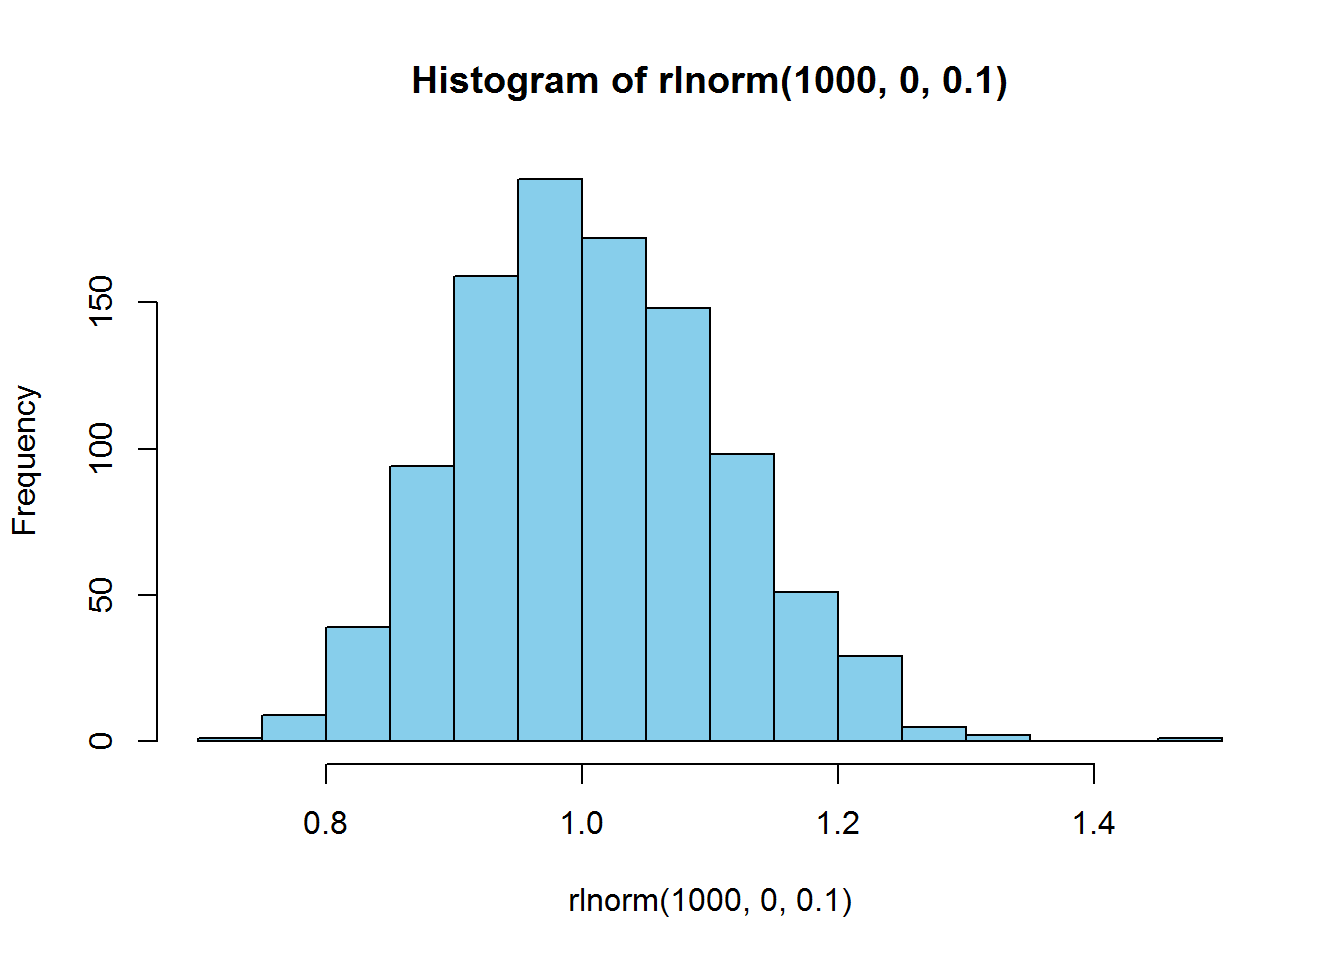 Histogram of rlnorm(1000, 0, 0.1)
Frequency
150
100
50
0
0.8 1.0 1.2 1.4
rlnorm(1000, 0, 0.1)